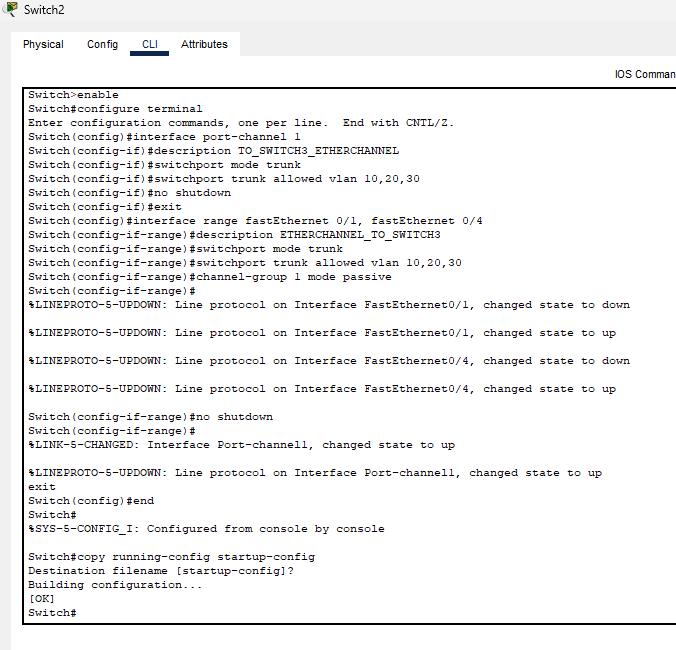 Switch2
Physical Config CLI Attributes
IOS Comman
Switch>enable
Switch#configure terminal
Enter configuration commands, one per line.  End with CNTL/Z.
Switch(config)#interface port-channel 1
Switch(config-if)#description TO_SWITCH3_ETHERCHANNEL
Switch(config-if)#switchport mode trunk
Switch(config-if)#switchport trunk allowed vlan 10,20,30
Switch(config-if)#no shutdown
Switch(config-if)#exit
Switch(config)#interface range fastEthernet 0/1, fastEthernet 0/4
Switch(config-if-range)#description ETHERCHANNEL_TO_SWITCH3
Switch(config-if-range)#switchport mode trunk
Switch(config-if-range)#switchport trunk allowed vlan 10,20,30
Switch(config-if-range)#channel-group 1 mode passive
Switch(config-if-range)#
%LINEPROTO-5-UPDOWN: Line protocol on Interface FastEthernet0/1, changed state to down
%LINEPROTO-5-UPDOWN: Line protocol on Interface FastEthernet0/1, changed state to up
%LINEPROTO-5-UPDOWN: Line protocol on Interface FastEthernet0/4, changed state to down
%LINEPROTO-5-UPDOWN: Line protocol on Interface FastEthernet0/4, changed state to up
Switch(config-if-range)#no shutdown
Switch(config-if-range)#
%LINK-5-CHANGED: Interface Port-channel1, changed state to up
%LINEPROTO-5-UPDOWN: Line protocol on Interface Port-channel1, changed state to up
exit
Switch(config)#end
Switch#
%SYS-5-CONFIG_I: Configured from console by console
Switch#copy running-config startup-config
Destination filename [startup-config]?
Building configuration...
[OK]
Switch#